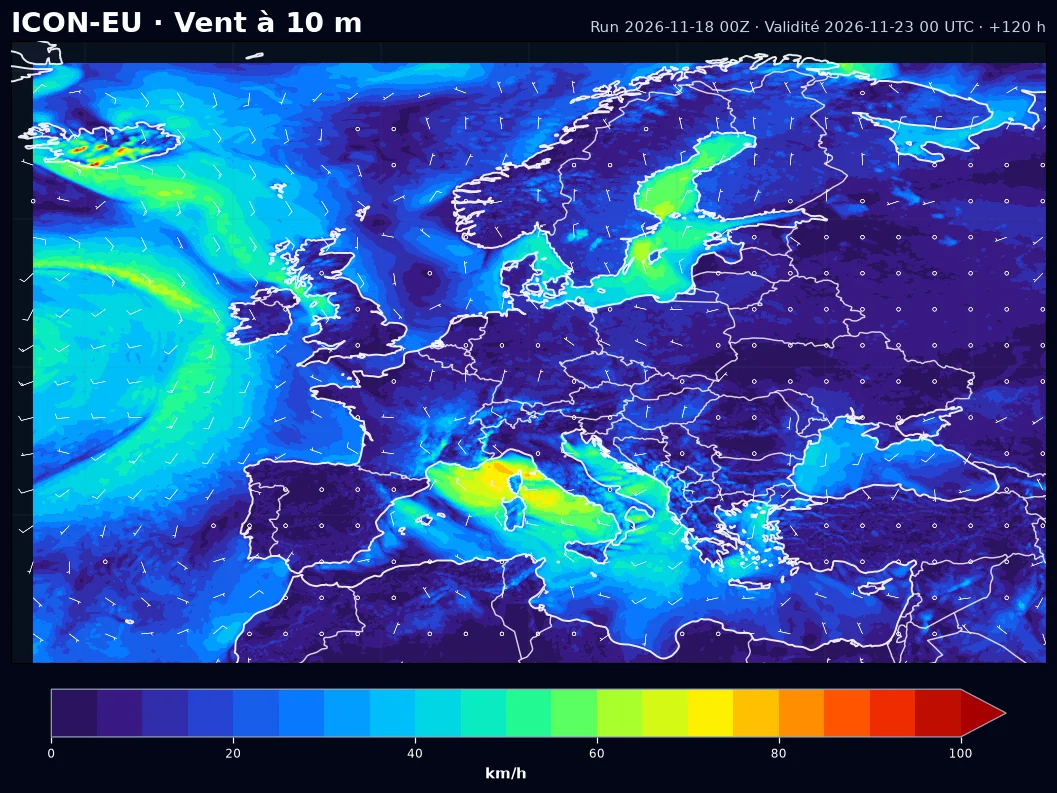 ICON-EU · Vent à 10 m
Run 2026-11-18 00Z · Validité 2026-11-23 00 UTC · +120 h
0 20 40 60 80 100
km/h